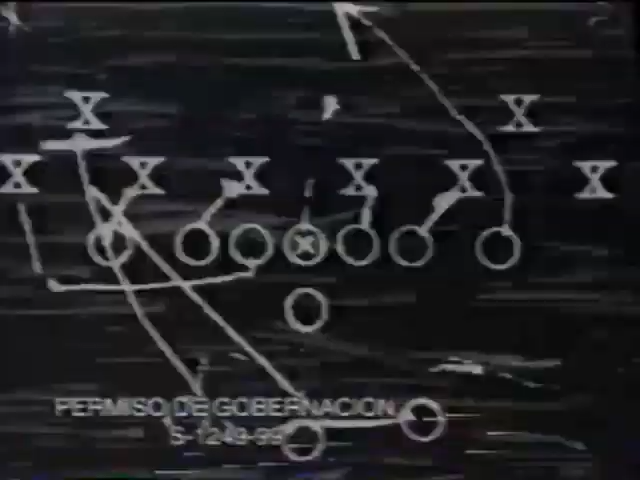 X
X
X X X X X X
X
PERMISO DE GOBERNACION
S-1249-99